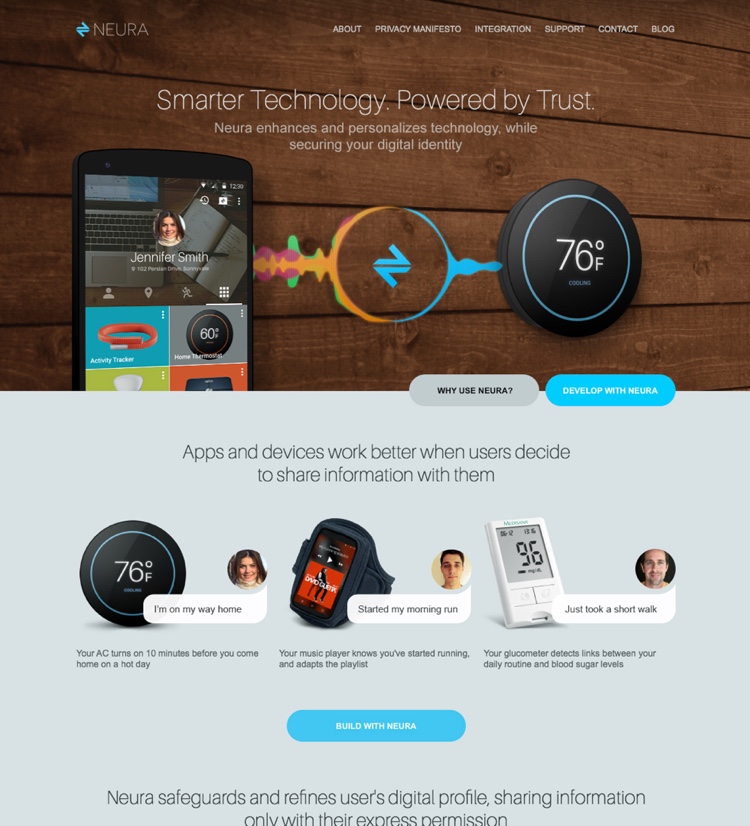 NEURA
ABOUT PRIVACY MANIFESTO INTEGRATION SUPPORT CONTACT BLOG
Smarter Technology. Powered by Trust.
Neura enhances and personalizes technology, while
securing your digital identity
12:30
Jennifer Smith
102 Persian Drive, Sunnyvale
Activity Tracker
60°F
Home Thermostat
76°F
COOLING
WHY USE NEURA?
DEVELOP WITH NEURA
Apps and devices work better when users decide
to share information with them
76°F
COOLING
I'm on my way home
DAVID GUETTA
Started my morning run
96
mg/dL
Just took a short walk
Your AC turns on 10 minutes before you come
home on a hot day
Your music player knows you've started running,
and adapts the playlist
Your glucometer detects links between your
daily routine and blood sugar levels
BUILD WITH NEURA
Neura safeguards and refines user's digital profile, sharing information
only with their express permission